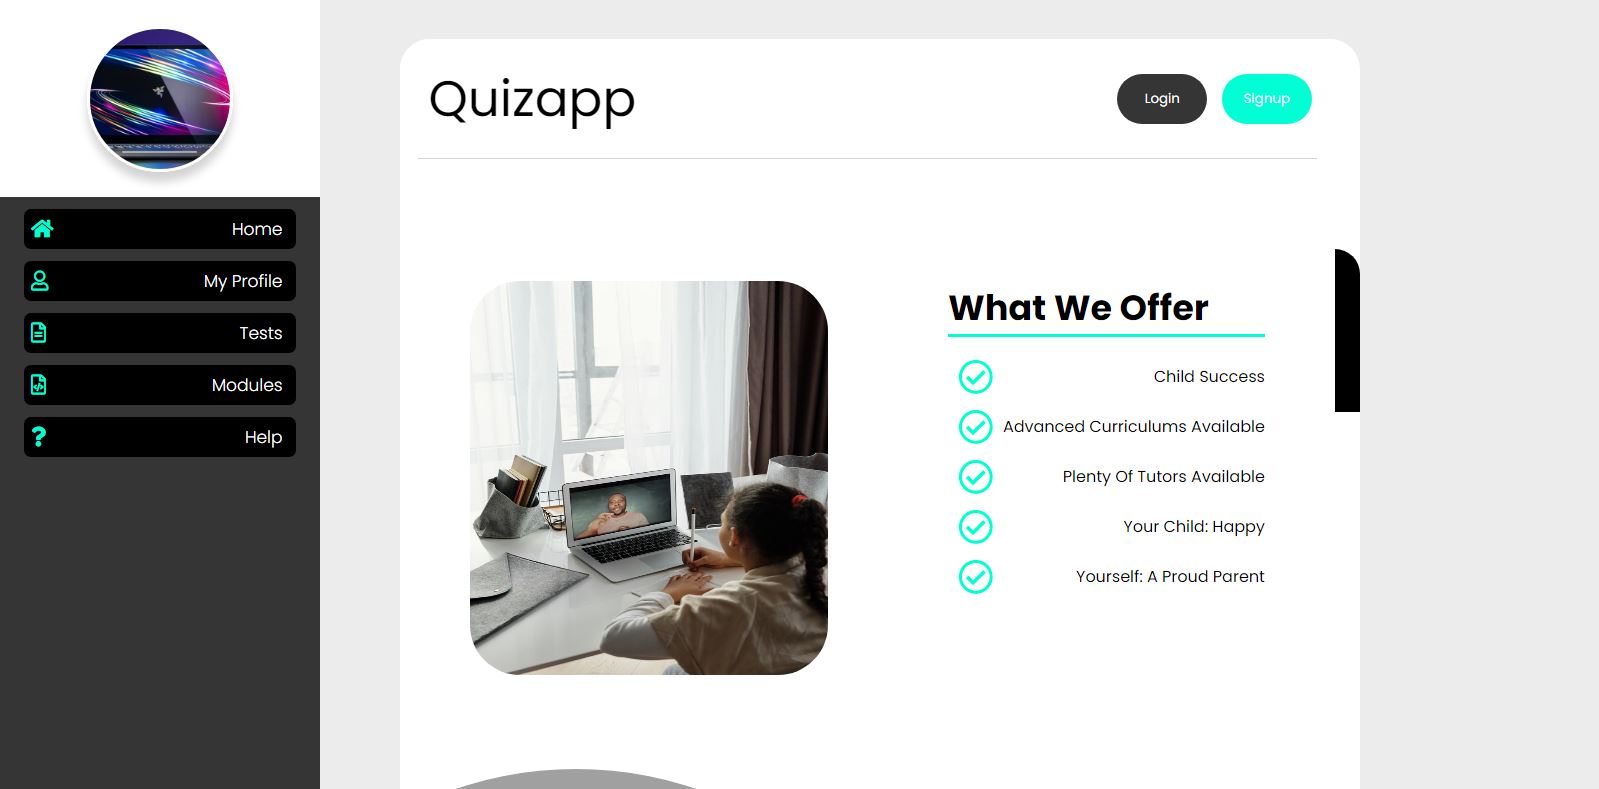 Home
My Profile
Tests
Modules
Help
Quizapp
Login
Signup
What We Offer
Child Success
Advanced Curriculums Available
Plenty Of Tutors Available
Your Child: Happy
Yourself: A Proud Parent